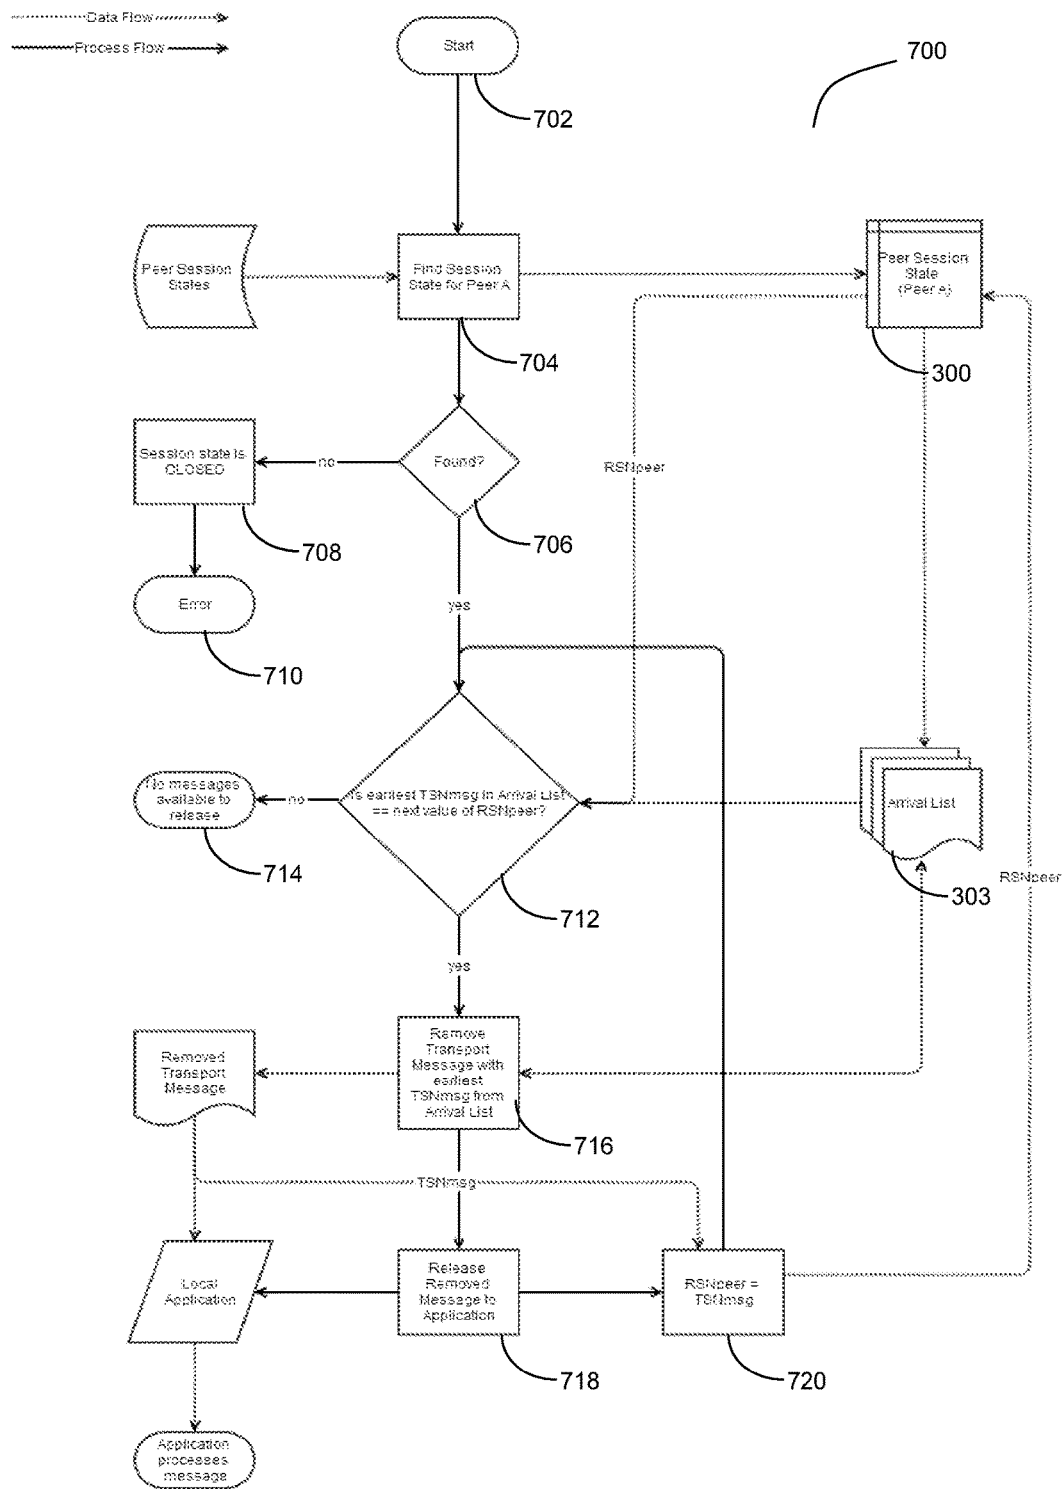 Data Flow
Process Flow
Start
700
702
Peer Session
States
Find Session
State for Peer A
Peer Session
State
(Peer A)
704
300
Session state is
CLOSED
no
Found?
RSNpeer
708
706
Error
yes
710
No messages
available to
release
no
Is earliest TSNmsg in Arrival List
== next value of RSNpeer?
Arrival List
714
712
303
RSNpeer
yes
Removed
Transport
Message
Remove
Transport
Message with
earliest
TSNmsg from
Arrival List
716
TSNmsg
Local
Application
Release
Removed
Message to
Application
RSNpeer =
TSNmsg
718
720
Application
processes
message